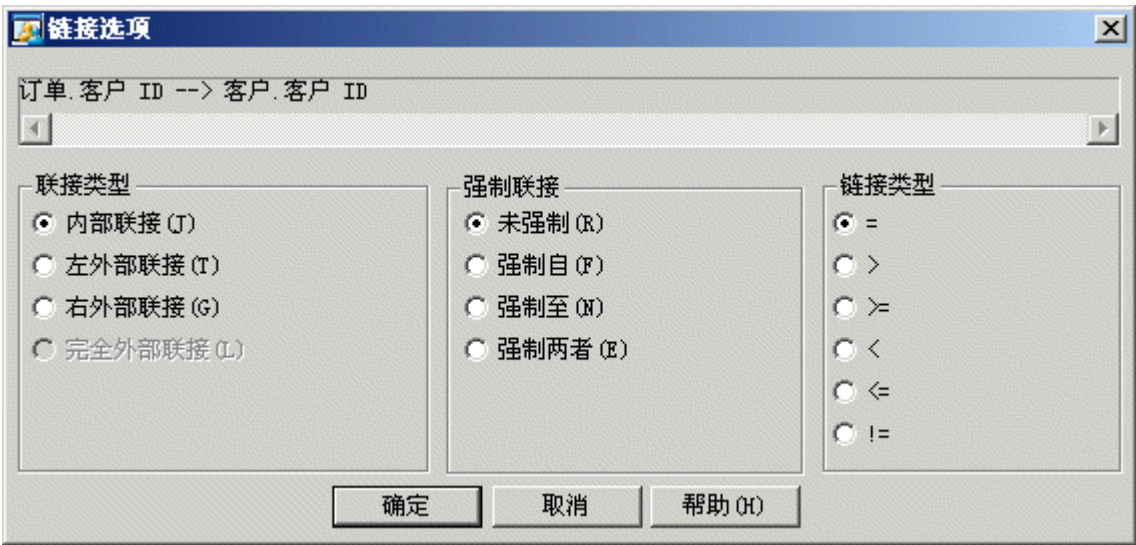 链接选项
订单.客户 ID --> 客户.客户 ID
联接类型
内部联接(J)
左外部联接(T)
右外部联接(G)
完全外部联接(L)
强制联接
未强制(R)
强制自(F)
强制至(N)
强制两者(E)
链接类型
=
>
>=
<
<=
!=
确定 取消 帮助(H)